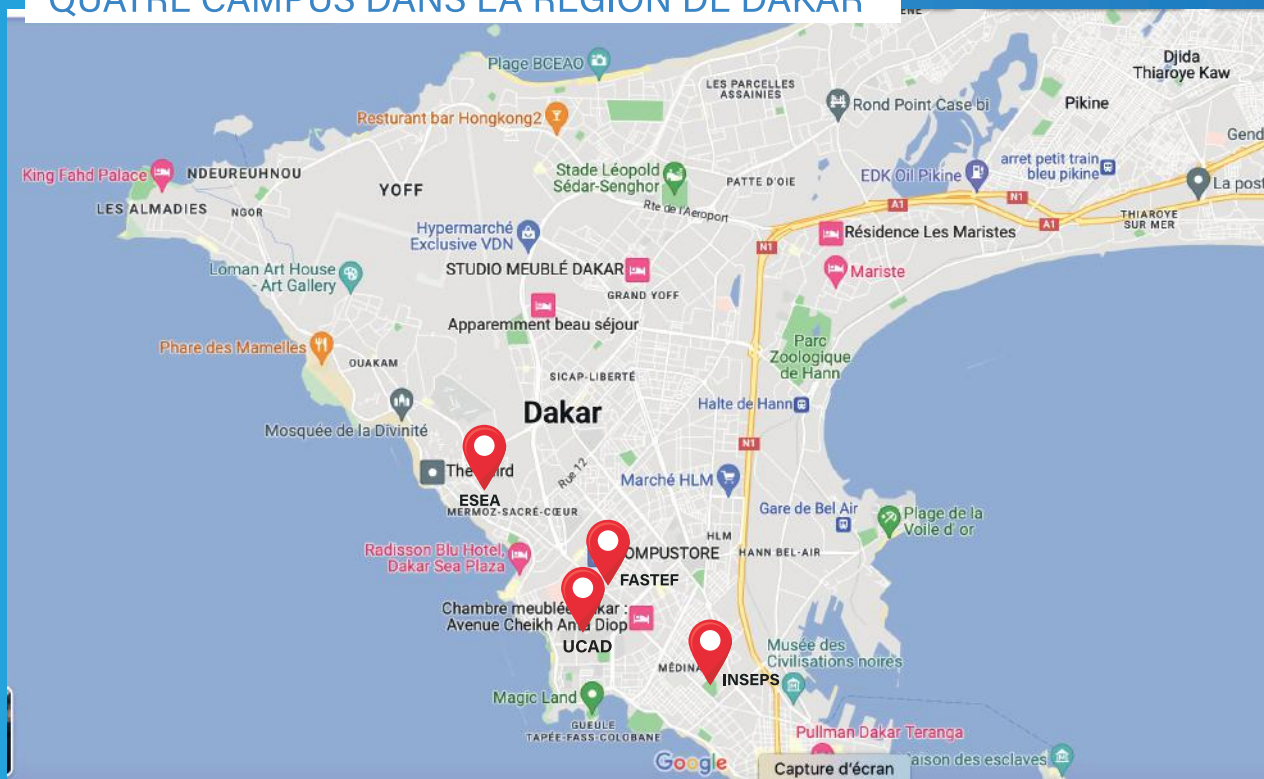 QUATRE CAMPUS DANS LA RÉGION DE DAKAR
Plage BCEAO
Djida
Thiaroye Kaw
LES PARCELLES
ASSAINIES
Rond Point Case bi
Pikine
Resturant bar Hongkong2
Gend
King Fahd Palace
NDEUREUHNOU
YOFF
Stade Léopold
Sédar-Senghor
PATTE D'OIE
EDK Oil Pikine
arret petit train
bleu pikine
La post
LES ALMADIES
NGOR
Rte de l'Aeroport
A1
N1
A1
THIAROYE
SUR MER
Hypermarché
Exclusive VDN
N1
Résidence Les Maristes
Loman Art House
- Art Gallery
STUDIO MEUBLÉ DAKAR
Mariste
GRAND YOFF
Apparemment beau séjour
Phare des Mamelles
OUAKAM
Parc
Zoologique
de Hann
SICAP-LIBERTÉ
Dakar
Halte de Hann
Mosquée de la Divinité
N1
Rue 12
Marché HLM
ESEA
MERMOZ-SACRÉ-CŒUR
Gare de Bel Air
Plage de la
Voile d' or
HLM
Radisson Blu Hotel,
Dakar Sea Plaza
OMPUSTORE
HANN BEL-AIR
FASTEF
Chambre meublée kar :
Avenue Cheikh Anta Diop
UCAD
Musée des
Civilisations noires
MÉDINA
INSEPS
Magic Land
GUEULE
TAPÉE-FASS-COLOBANE
Pullman Dakar Teranga
Google
Capture d'écran
aison des esclaves